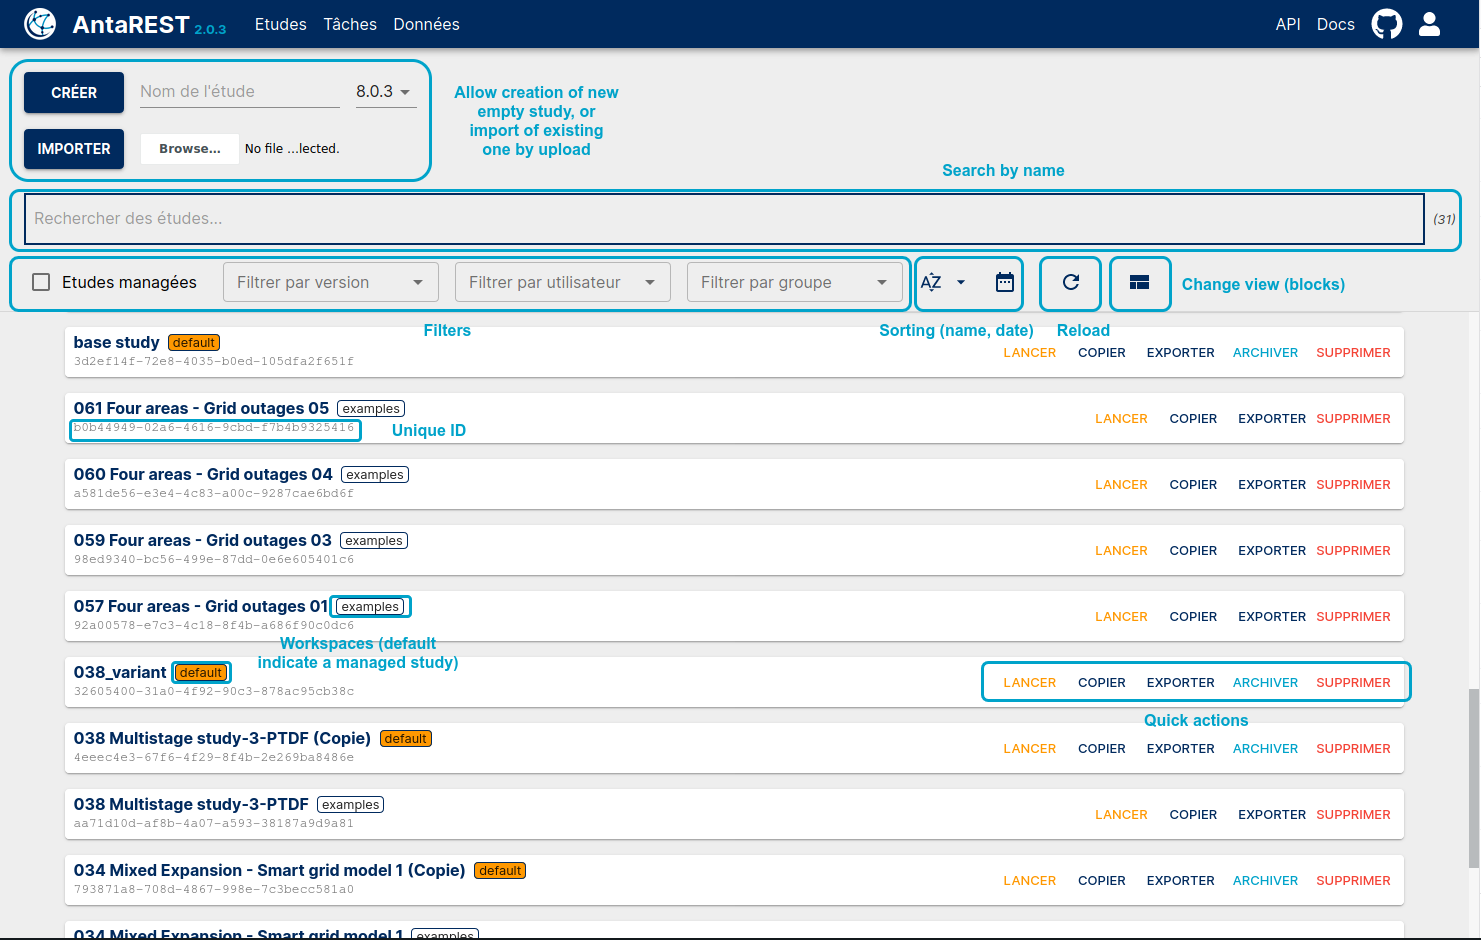 AntaREST 2.0.3 Etudes Tâches Données API Docs
CRÉER Nom de l'étude 8.0.3
Allow creation of new
empty study, or
import of existing
one by upload
IMPORTER Browse... No file ...lected.
Search by name
Rechercher des études... (31)
Etudes managées Filtrer par version Filtrer par utilisateur Filtrer par groupe AZ Change view (blocks)
Filters Sorting (name, date) Reload
base study default
3d2ef14f-72e8-4035-b0ed-105dfa2f651f
LANCER COPIER EXPORTER ARCHIVER SUPPRIMER
061 Four areas - Grid outages 05 examples
b0b44949-02a6-4616-9cbd-f7b4b9325416 Unique ID
LANCER COPIER EXPORTER SUPPRIMER
060 Four areas - Grid outages 04 examples
a581de56-e3e4-4c83-a00c-9287cae6bd6f
LANCER COPIER EXPORTER SUPPRIMER
059 Four areas - Grid outages 03 examples
98ed9340-bc56-499e-87dd-0e6e605401c6
LANCER COPIER EXPORTER SUPPRIMER
057 Four areas - Grid outages 01 examples
92a00578-e7c3-4c18-8f4b-a686f90c0dc6
LANCER COPIER EXPORTER SUPPRIMER
Workspaces (default
indicate a managed study)
038_variant default
32605400-31a0-4f92-90c3-878ac95cb38c
LANCER COPIER EXPORTER ARCHIVER SUPPRIMER
Quick actions
038 Multistage study-3-PTDF (Copie) default
4eeec4e3-67f6-4f29-8f4b-2e269ba8486e
LANCER COPIER EXPORTER ARCHIVER SUPPRIMER
038 Multistage study-3-PTDF examples
aa71d10d-af8b-4a07-a593-38187a9d9a81
LANCER COPIER EXPORTER SUPPRIMER
034 Mixed Expansion - Smart grid model 1 (Copie) default
793871a8-708d-4867-998e-7c3becc581a0
LANCER COPIER EXPORTER ARCHIVER SUPPRIMER
034 Mixed Expansion - Smart grid model 1 examples